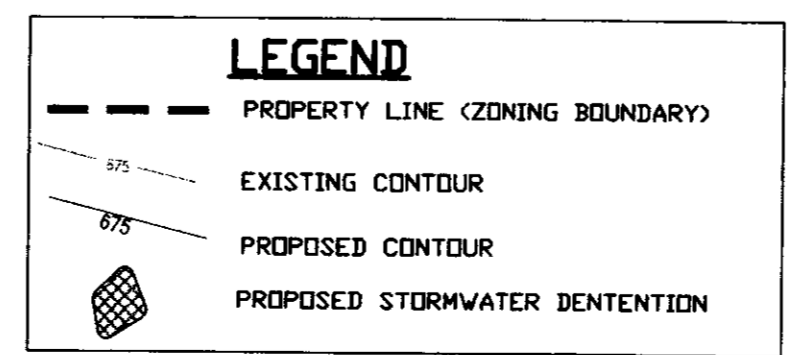 LEGEND
PROPERTY LINE (ZONING BOUNDARY)
675
EXISTING CONTOUR
675
PROPOSED CONTOUR
PROPOSED STORMWATER DENTENTION